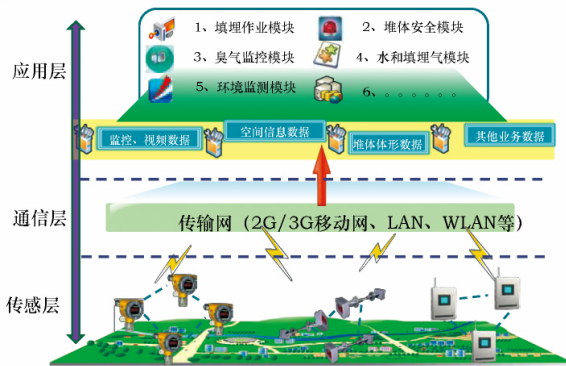 1、填埋作业模块
2、堆体安全模块
3、臭气监控模块
4、水和填埋气模块
5、环境监测模块
6、。。。。。。
应用层
监控、视频数据
空间信息数据
堆体体形数据
其他业务数据
通信层
传输网（2G/3G移动网、LAN、WLAN等）
传感层